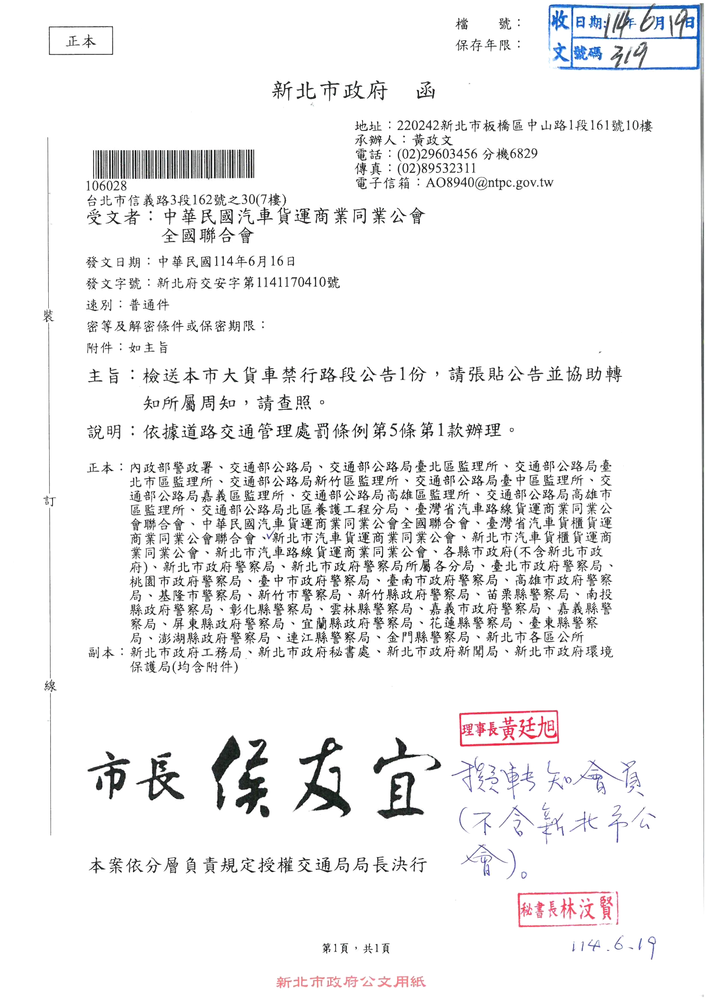 正本
檔　　號：
保存年限：
收文
日期:114年6月19日
號碼 319
新北市政府　函
地址：220242新北市板橋區中山路1段161號10樓
承辦人：黃政文
電話：(02)29603456 分機6829
傳真：(02)89532311
電子信箱：AO8940@ntpc.gov.tw
106028
台北市信義路3段162號之30(7樓)
受文者：中華民國汽車貨運商業同業公會
全國聯合會
發文日期：中華民國114年6月16日
發文字號：新北府交安字第1141170410號
速別：普通件
密等及解密條件或保密期限：
附件：如主旨
主旨：檢送本市大貨車禁行路段公告1份，請張貼公告並協助轉
知所屬周知，請查照。
說明：依據道路交通管理處罰條例第5條第1款辦理。
正本：內政部警政署、交通部公路局、交通部公路局臺北區監理所、交通部公路局臺
北市區監理所、交通部公路局新竹區監理所、交通部公路局臺中區監理所、交
通部公路局嘉義區監理所、交通部公路局高雄區監理所、交通部公路局高雄市
區監理所、交通部公路局北區養護工程分局、臺灣省汽車路線貨運商業同業公
會聯合會、中華民國汽車貨運商業同業公會全國聯合會、臺灣省汽車貨櫃貨運
商業同業公會聯合會、✓新北市汽車貨運商業同業公會、新北市汽車貨櫃貨運商
業同業公會、新北市汽車路線貨運商業同業公會、各縣市政府(不含新北市政
府)、新北市政府警察局、新北市政府警察局所屬各分局、臺北市政府警察局、
桃園市政府警察局、臺中市政府警察局、臺南市政府警察局、高雄市政府警察
局、基隆市警察局、新竹市警察局、新竹縣政府警察局、苗栗縣警察局、南投
縣政府警察局、彰化縣警察局、雲林縣警察局、嘉義市政府警察局、嘉義縣警
察局、屏東縣政府警察局、宜蘭縣政府警察局、花蓮縣警察局、臺東縣警察
局、澎湖縣政府警察局、連江縣警察局、金門縣警察局、新北市各區公所
副本：新北市政府工務局、新北市政府秘書處、新北市政府新聞局、新北市政府環境
保護局(均含附件)
裝
訂
線
理事長黃廷旭
市長 侯友宜
擬轉知會員
(不含新北市公
會)。
本案依分層負責規定授權交通局局長決行
秘書長林汶賢
114.6.19
第1頁，共1頁
新北市政府公文用紙